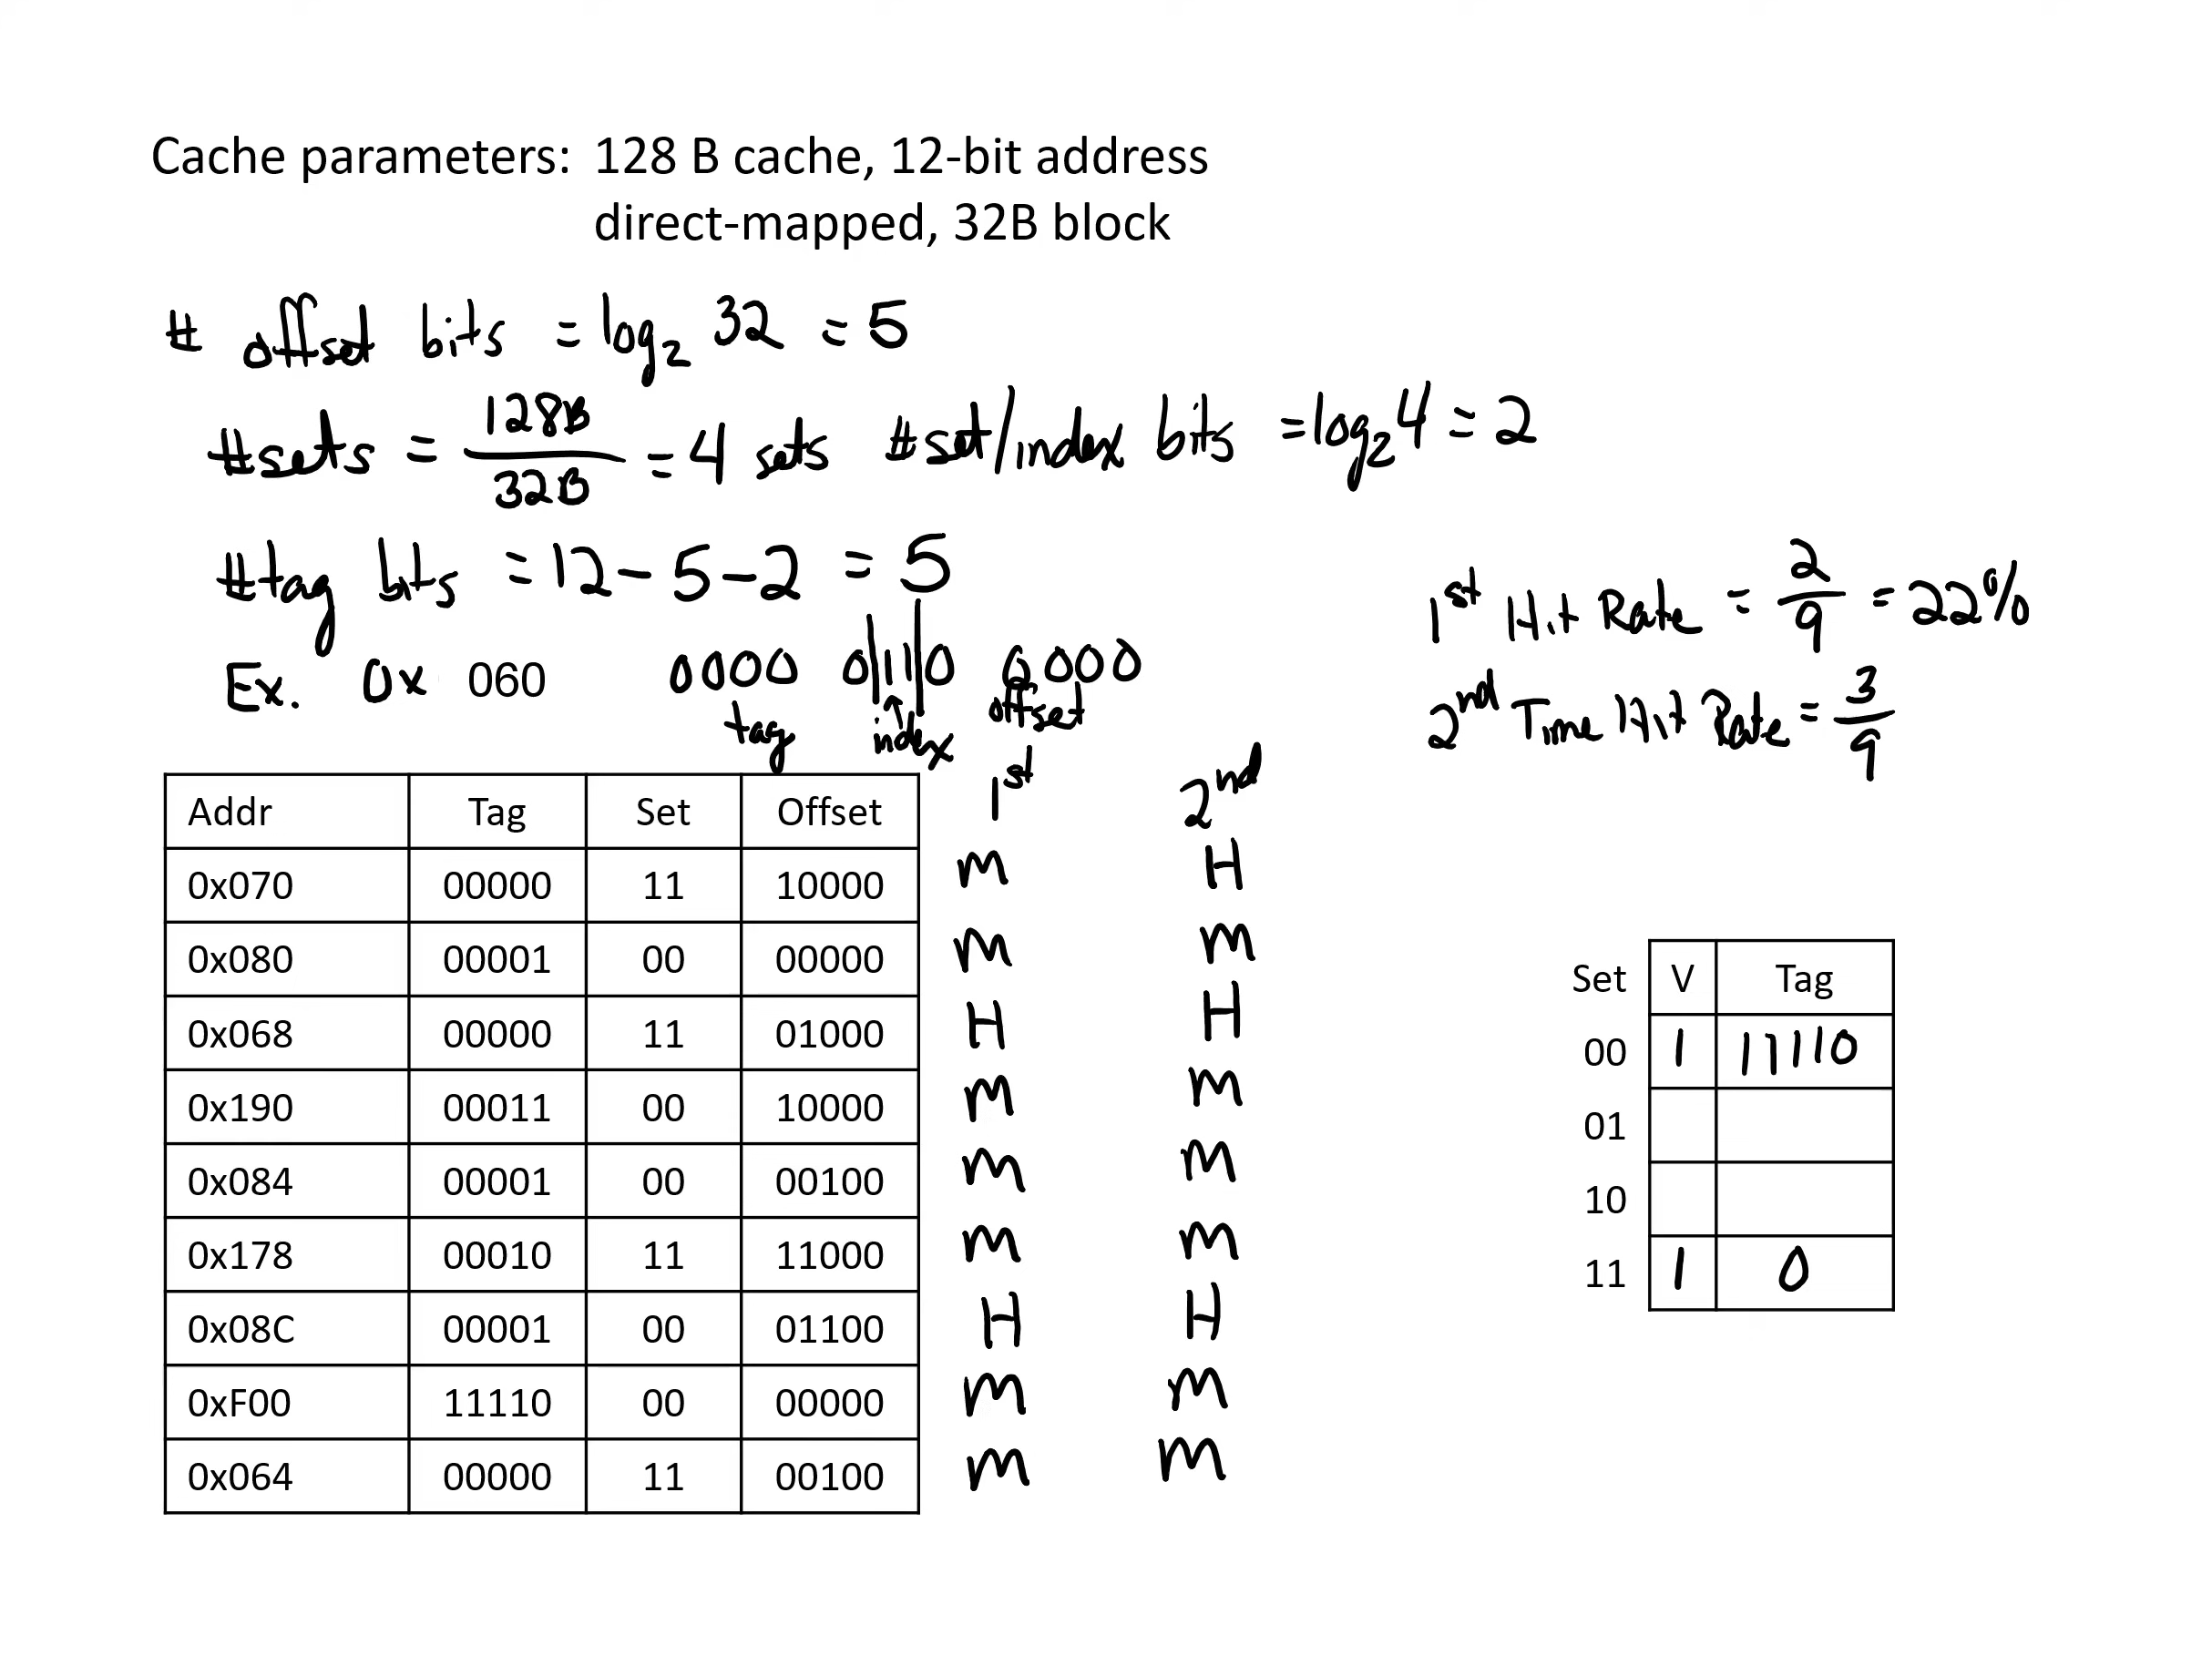 Cache parameters: 128 B cache, 12-bit address
direct-mapped, 32B block
# offset bits = log₂ 32 = 5
#sets = 128B / 32B = 4 sets #set/index bits = log₂ 4 = 2
#tag bits = 12 - 5 - 2 = 5
1st Hit Rate = 2/9 = 22%
Ex. 0x 060 0000 0|11|0 0000
2nd Time Hit Rate = 3/9
tag index offset
1st 2nd
Addr Tag Set Offset
0x070 00000 11 10000 M H
0x080 00001 00 00000 M M
0x068 00000 11 01000 H H
0x190 00011 00 10000 M M
0x084 00001 00 00100 M M
0x178 00010 11 11000 M M
0x08C 00001 00 01100 H H
0xF00 11110 00 00000 M M
0x064 00000 11 00100 M M
Set V Tag
00 1 11110
01
10
11 1 0